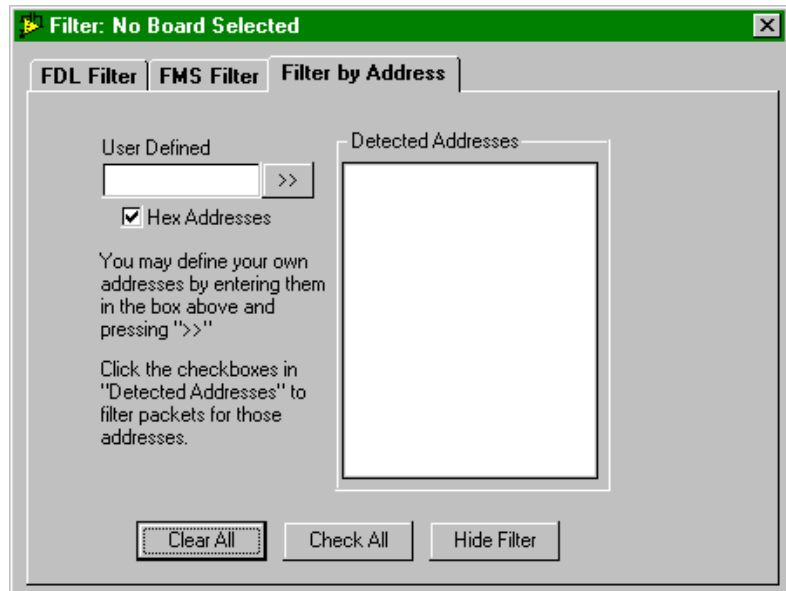 Filter: No Board Selected
FDL Filter
FMS Filter
Filter by Address
User Defined
>>
Hex Addresses
You may define your own
addresses by entering them
in the box above and
pressing ">>"
Click the checkboxes in
"Detected Addresses" to
filter packets for those
addresses.
Detected Addresses
Clear All
Check All
Hide Filter